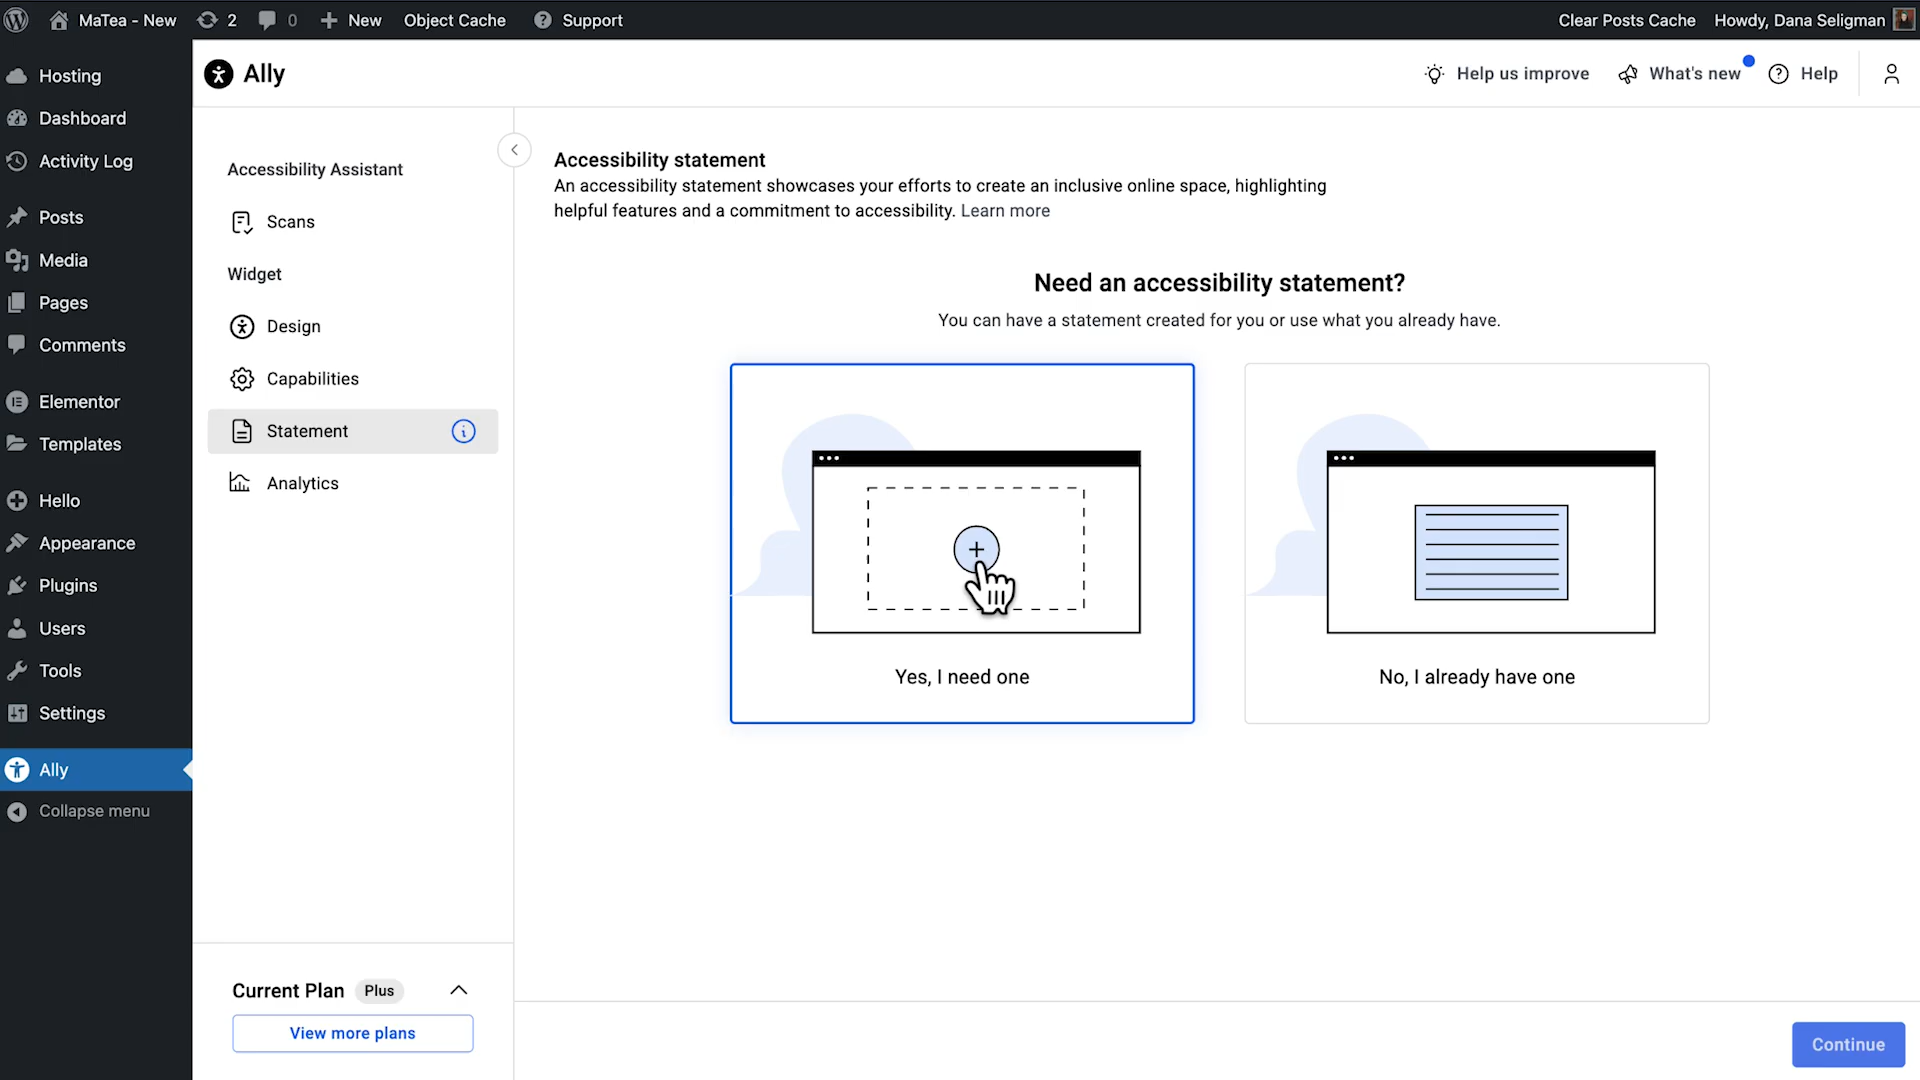 MaTea - New
2
0
New
Object Cache
Support
Clear Posts Cache
Howdy, Dana Seligman
Hosting
Dashboard
Activity Log
Posts
Media
Pages
Comments
Elementor
Templates
Hello
Appearance
Plugins
Users
Tools
Settings
Ally
Collapse menu
Ally
Help us improve
What's new
Help
Accessibility Assistant
Scans
Widget
Design
Capabilities
Statement
Analytics
Current Plan
Plus
View more plans
Accessibility statement
An accessibility statement showcases your efforts to create an inclusive online space, highlighting
helpful features and a commitment to accessibility. Learn more
Need an accessibility statement?
You can have a statement created for you or use what you already have.
Yes, I need one
No, I already have one
Continue